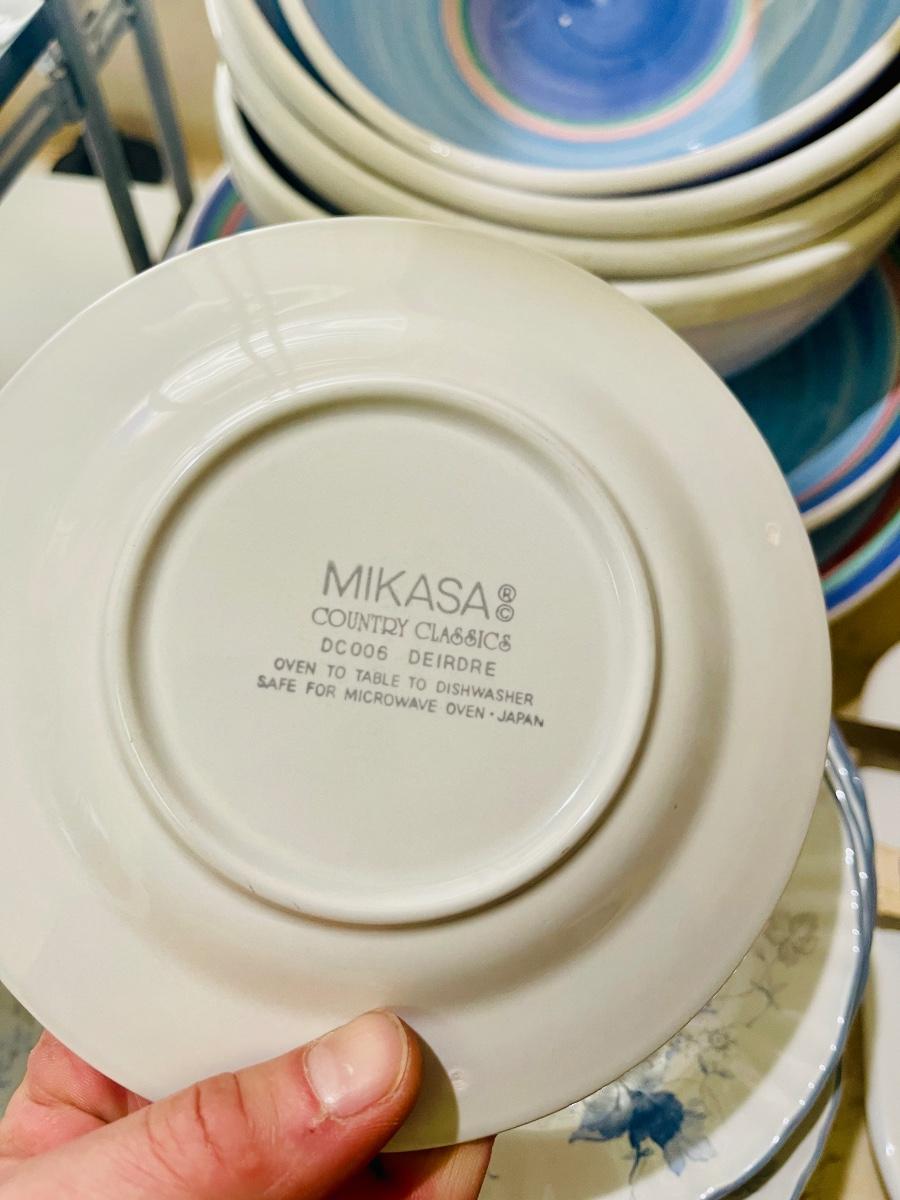 MIKASA®©
COUNTRY CLASSICS
DC006 DEIRDRE
OVEN TO TABLE TO DISHWASHER
SAFE FOR MICROWAVE OVEN · JAPAN